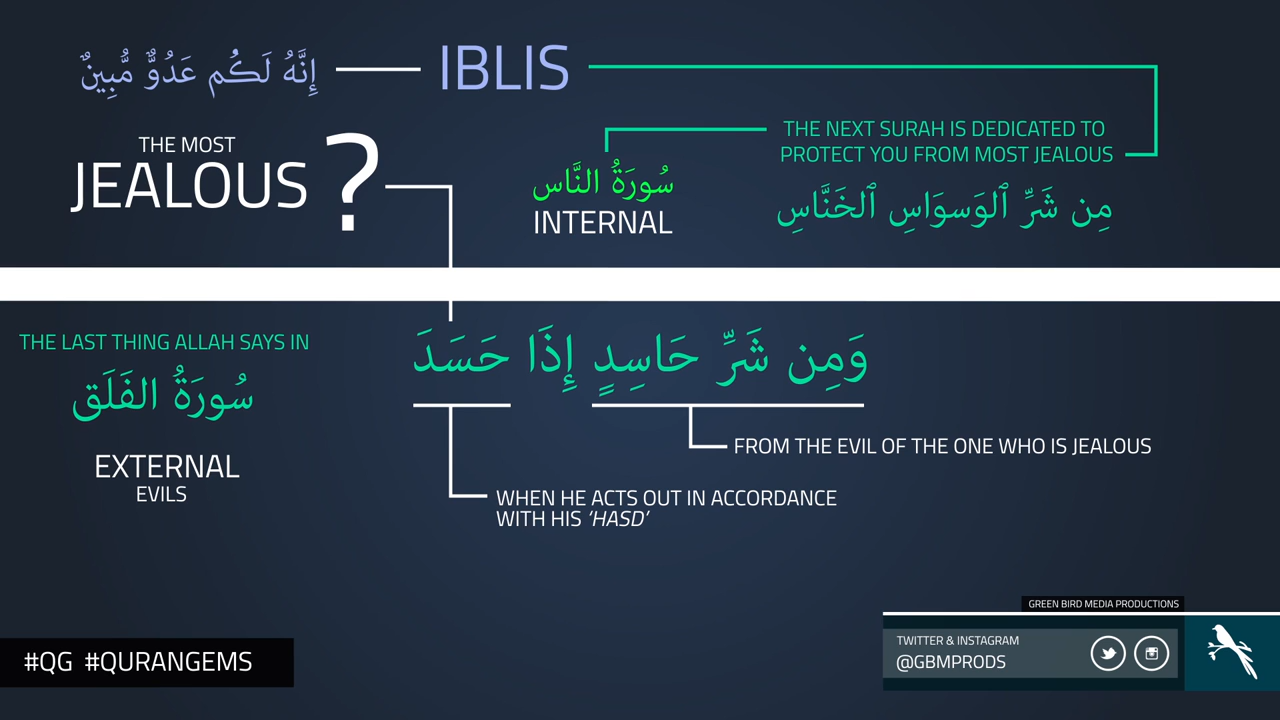 إِنَّهُ لَكُم عَدُوٌّ مُّبِينٌ
IBLIS
THE MOST
JEALOUS ?
THE NEXT SURAH IS DEDICATED TO
PROTECT YOU FROM MOST JEALOUS
سُورَةُ النَّاس
INTERNAL
مِن شَرِّ ٱلوَسوَاسِ ٱلخَنَّاسِ
THE LAST THING ALLAH SAYS IN
سُورَةُ الفَلَق
EXTERNAL
EVILS
وَمِن شَرِّ حَاسِدٍ إِذَا حَسَدَ
FROM THE EVIL OF THE ONE WHO IS JEALOUS
WHEN HE ACTS OUT IN ACCORDANCE
WITH HIS ‘HASD’
GREEN BIRD MEDIA PRODUCTIONS
TWITTER & INSTAGRAM
@GBMPRODS
#QG #QURANGEMS